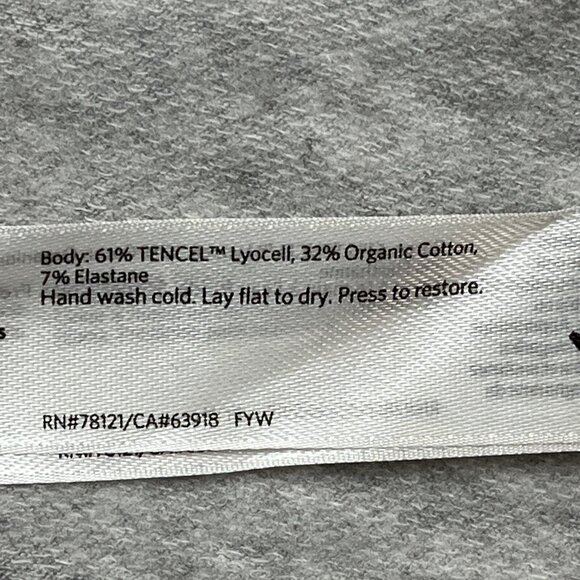 Body: 61% TENCEL™ Lyocell, 32% Organic Cotton,
7% Elastane
Hand wash cold. Lay flat to dry. Press to restore.
RN#78121/CA#63918 FYW